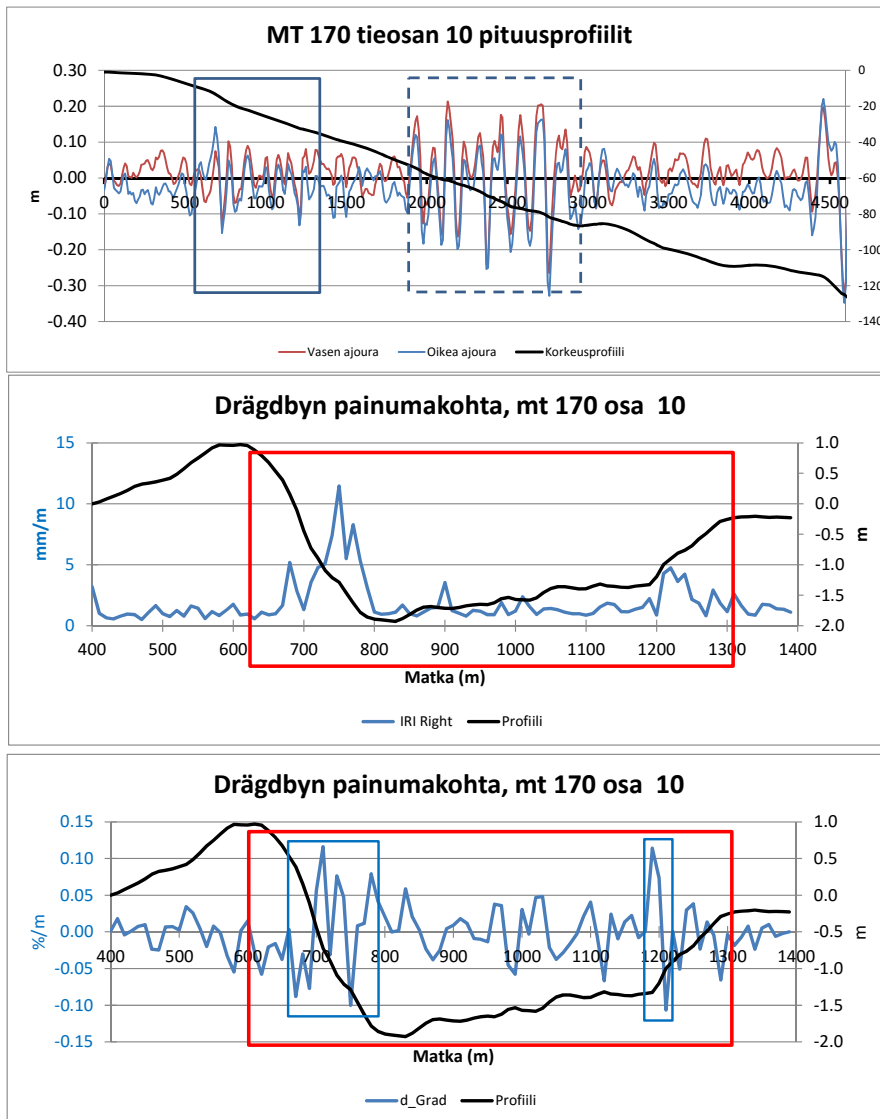 MT 170 tieosan 10 pituusprofiilit
0.30
0.20
0.10
0.00
-0.10
-0.20
-0.30
-0.40
m
0 500 1000 1500 2000 2500 3000 3500 4000 4500
0
-20
-40
-60
-80
-100
-120
-140
Vasen ajoura Oikea ajoura Korkeusprofiili
Drägdbyn painumakohta, mt 170 osa 10
15
10
5
0
mm/m
1.0
0.5
0.0
-0.5
-1.0
-1.5
-2.0
m
400 500 600 700 800 900 1000 1100 1200 1300 1400
Matka (m)
IRI Right Profiili
Drägdbyn painumakohta, mt 170 osa 10
0.15
0.10
0.05
0.00
-0.05
-0.10
-0.15
%/m
1.0
0.5
0.0
-0.5
-1.0
-1.5
-2.0
m
400 500 600 700 800 900 1000 1100 1200 1300 1400
Matka (m)
d_Grad Profiili